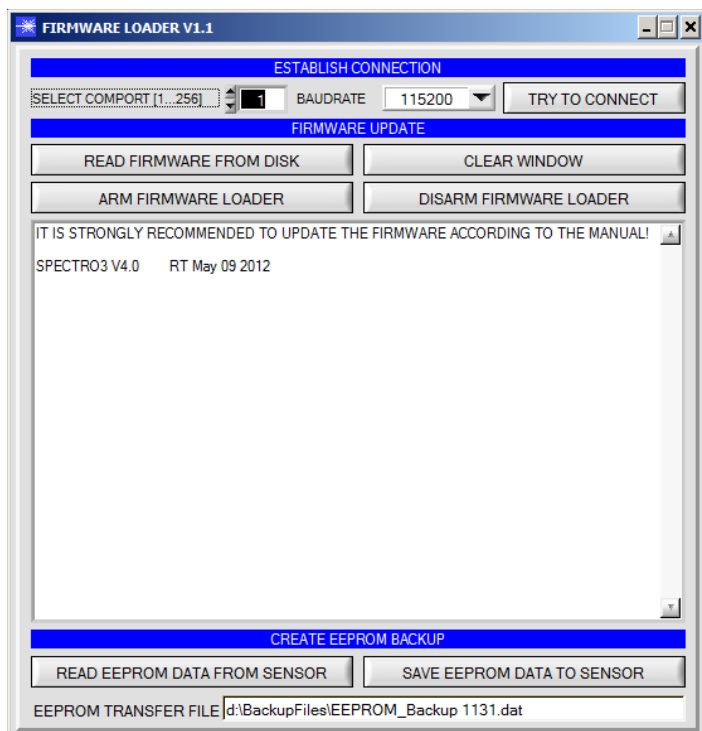 FIRMWARE LOADER V1.1
ESTABLISH CONNECTION
SELECT COMPORT [1...256] 1 BAUDRATE 115200 TRY TO CONNECT
FIRMWARE UPDATE
READ FIRMWARE FROM DISK CLEAR WINDOW
ARM FIRMWARE LOADER DISARM FIRMWARE LOADER
IT IS STRONGLY RECOMMENDED TO UPDATE THE FIRMWARE ACCORDING TO THE MANUAL!
SPECTRO3 V4.0 RT May 09 2012
CREATE EEPROM BACKUP
READ EEPROM DATA FROM SENSOR SAVE EEPROM DATA TO SENSOR
EEPROM TRANSFER FILE d:\BackupFiles\EEPROM_Backup 1131.dat